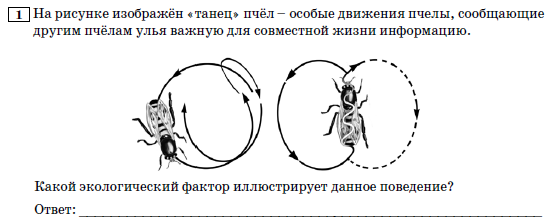 1 На рисунке изображён «танец» пчёл – особые движения пчелы, сообщающие
другим пчёлам улья важную для совместной жизни информацию.
Какой экологический фактор иллюстрирует данное поведение?
Ответ: ___________________________________________